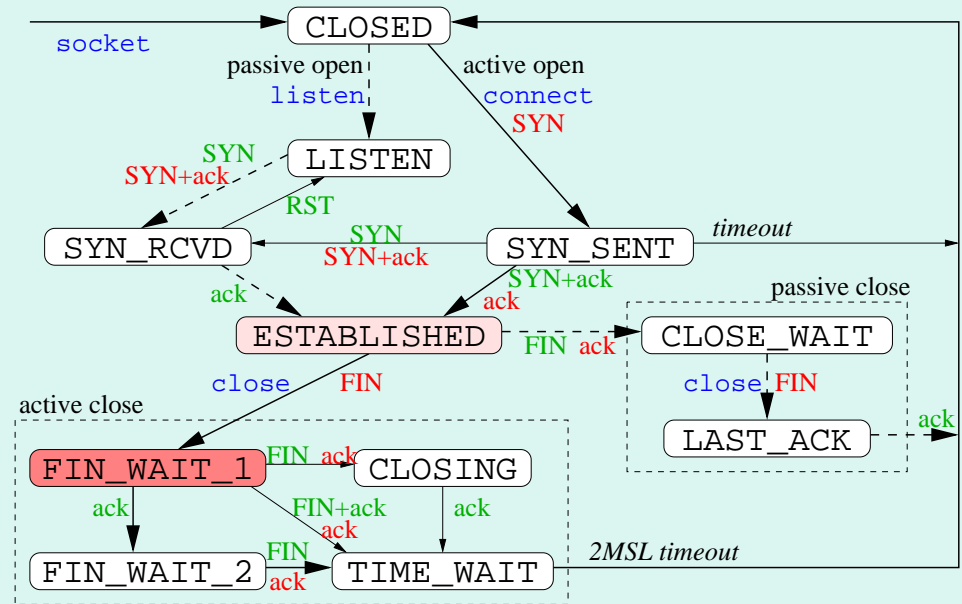 CLOSED
socket
passive open
listen
active open
connect
SYN
LISTEN
SYN
SYN+ack
RST
SYN_RCVD
SYN
SYN+ack
SYN_SENT
timeout
ack
SYN+ack
ack
passive close
ESTABLISHED
FIN ack
CLOSE_WAIT
close FIN
close FIN
active close
LAST_ACK
ack
FIN_WAIT_1
FIN ack
CLOSING
ack
FIN+ack
ack
ack
FIN_WAIT_2
FIN
ack
TIME_WAIT
2MSL timeout